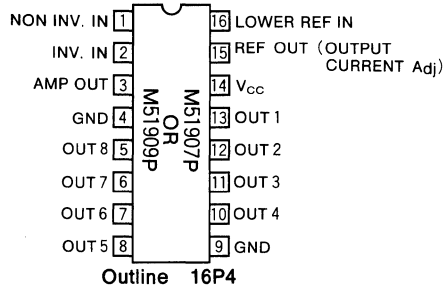 NON INV. IN 1
INV. IN 2
AMP OUT 3
GND 4
OUT 8 5
OUT 7 6
OUT 6 7
OUT 5 8
M51909P
OR
M51907P
16 LOWER REF IN
15 REF OUT (OUTPUT
CURRENT Adj)
14 VCC
13 OUT 1
12 OUT 2
11 OUT 3
10 OUT 4
9 GND
Outline 16P4